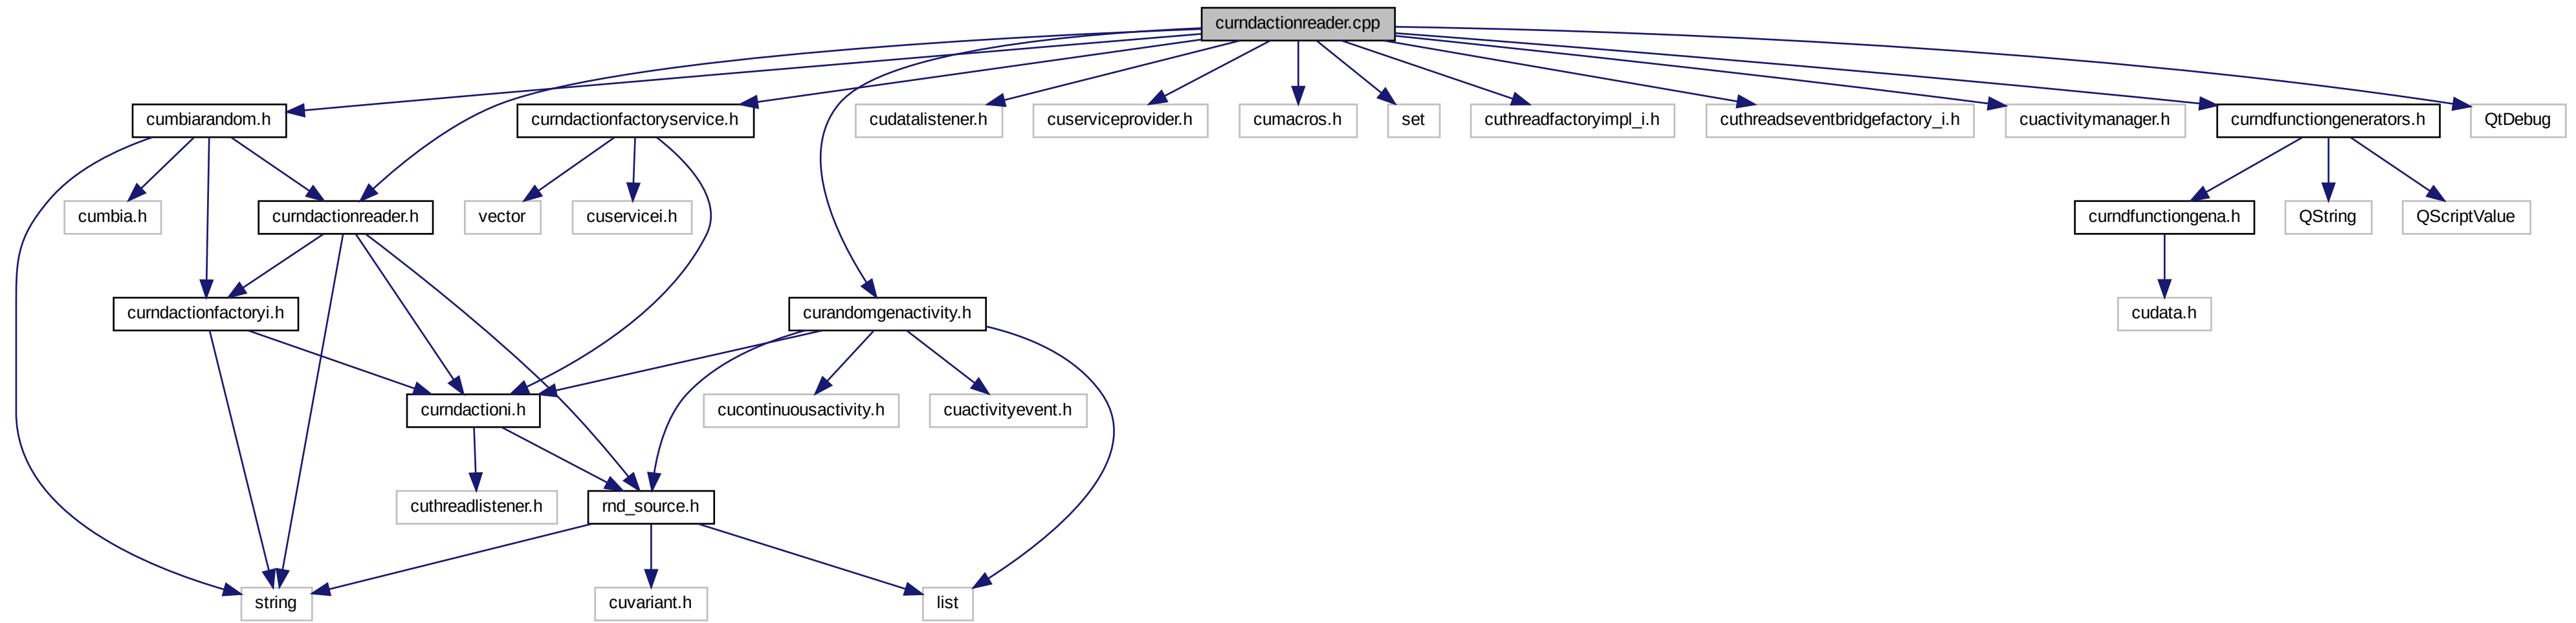 curndactionreader.cpp
cumbiarandom.h
curndactionfactoryservice.h
cudatalistener.h
cuserviceprovider.h
cumacros.h
set
cuthreadfactoryimpl_i.h
cuthreadseventbridgefactory_i.h
cuactivitymanager.h
curndfunctiongenerators.h
QtDebug
cumbia.h
curndactionreader.h
vector
cuservicei.h
curndfunctiongena.h
QString
QScriptValue
curndactionfactoryi.h
curandomgenactivity.h
cudata.h
curndactioni.h
cucontinuousactivity.h
cuactivityevent.h
cuthreadlistener.h
rnd_source.h
string
cuvariant.h
list